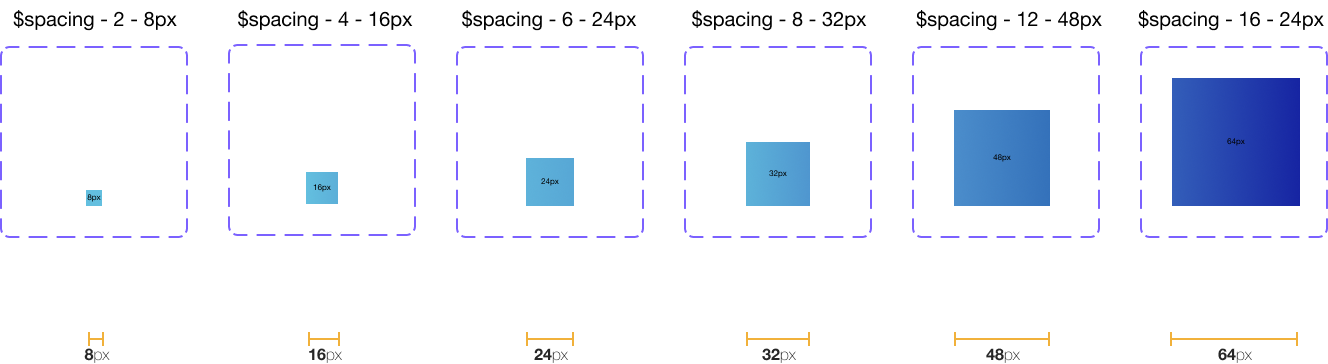 $spacing - 2 - 8px
$spacing - 4 - 16px
$spacing - 6 - 24px
$spacing - 8 - 32px
$spacing - 12 - 48px
$spacing - 16 - 24px
8px
16px
24px
32px
48px
64px
8px
16px
24px
32px
48px
64px